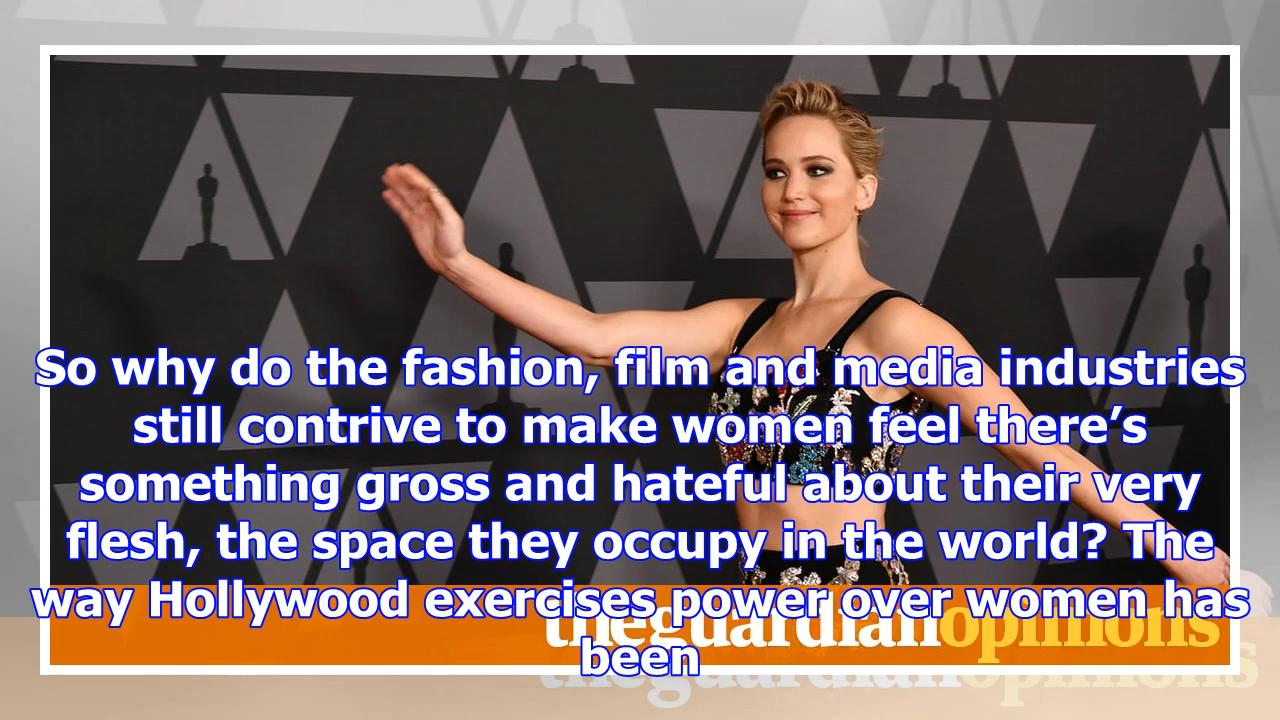 So why do the fashion, film and media industries
still contrive to make women feel there’s
something gross and hateful about their very
flesh, the space they occupy in the world? The
way Hollywood exercises power over women has
been
theguardianopinions
theguardianopinions